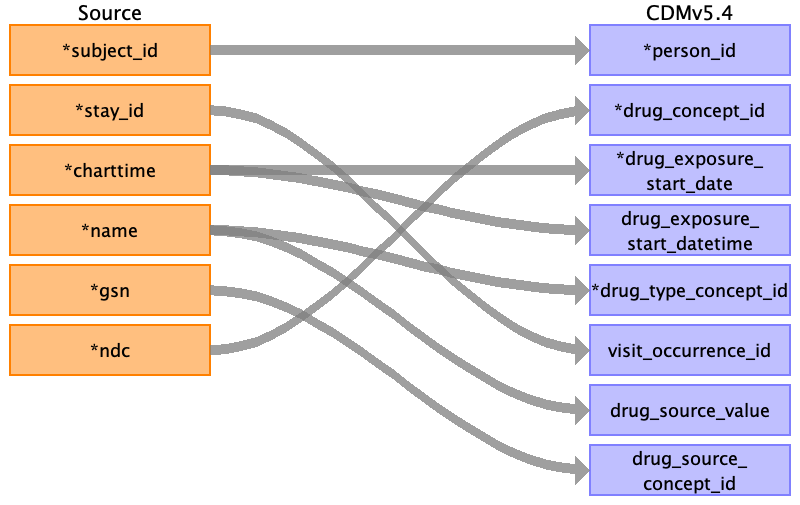 Source
CDMv5.4
*subject_id
*person_id
*stay_id
*drug_concept_id
*charttime
*drug_exposure_
start_date
*name
drug_exposure_
start_datetime
*gsn
*drug_type_concept_id
*ndc
visit_occurrence_id
drug_source_value
drug_source_
concept_id